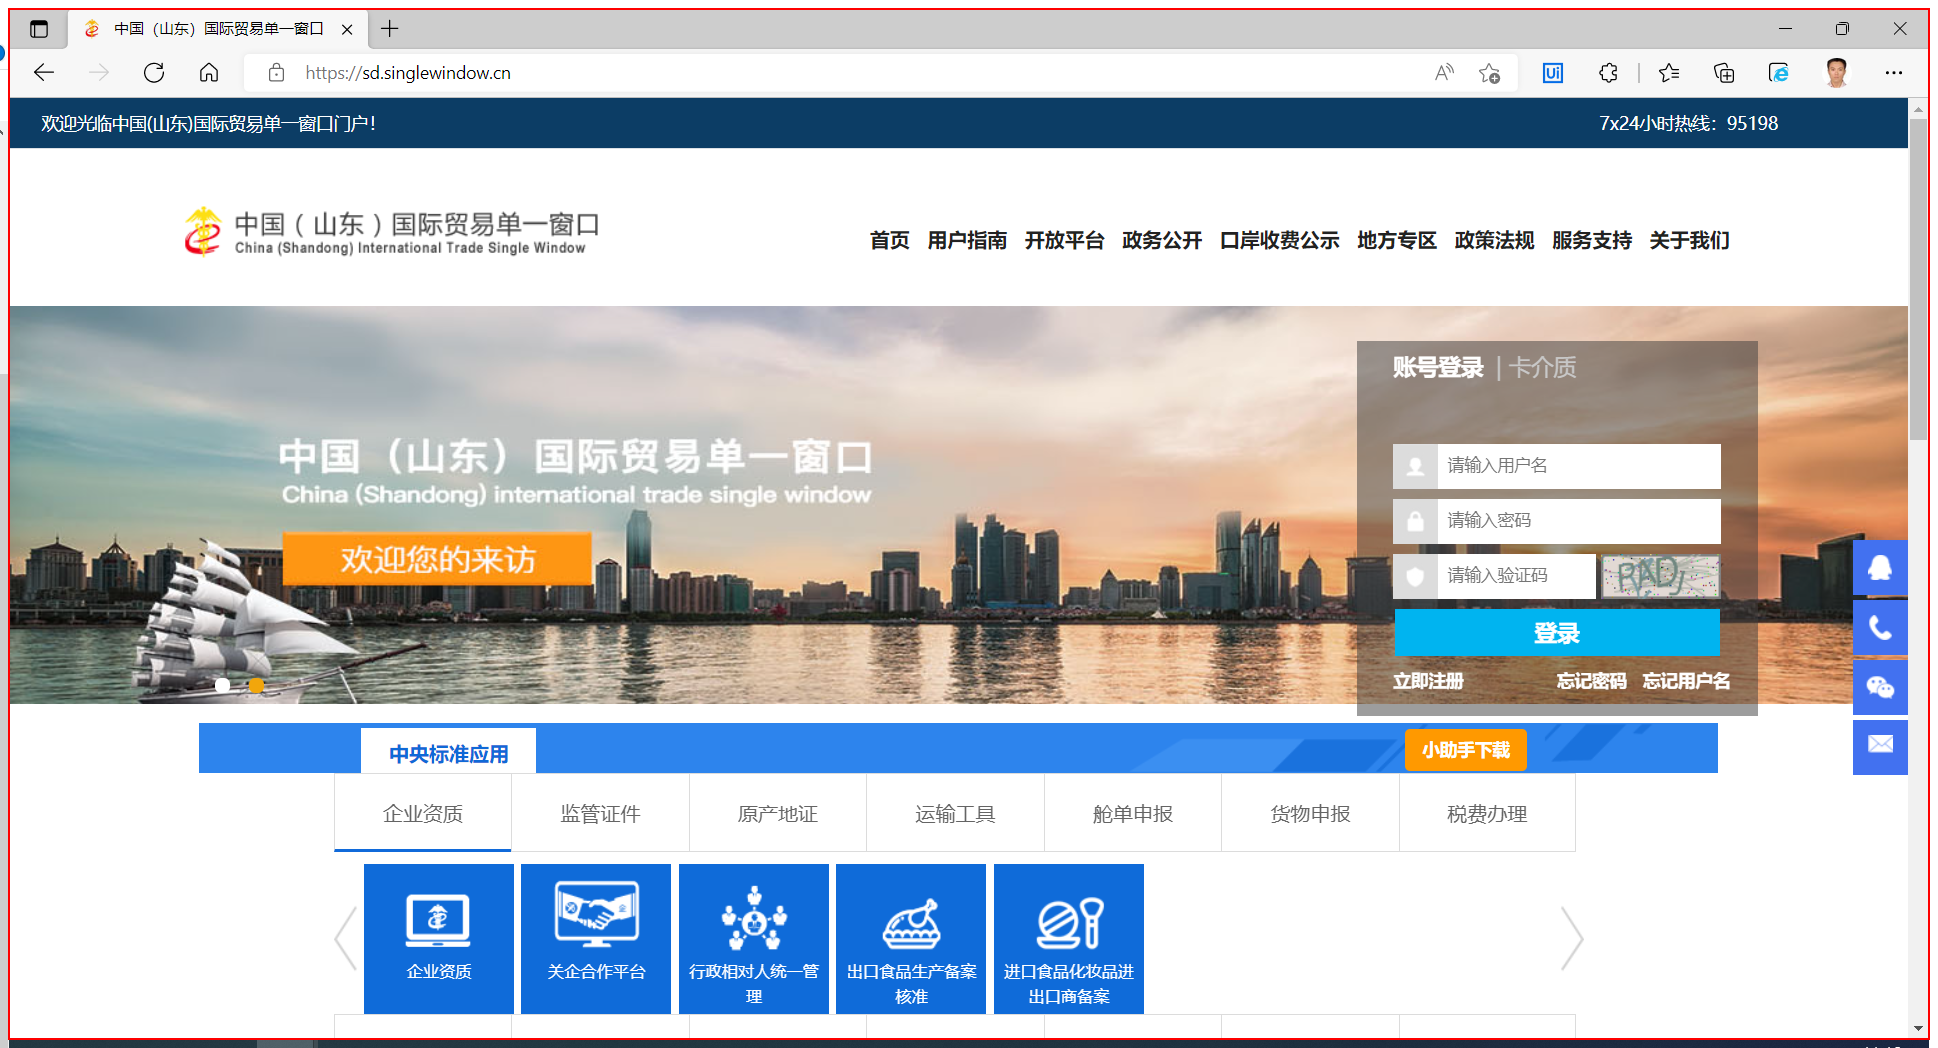 中国（山东）国际贸易单一窗口
https://sd.singlewindow.cn
欢迎光临中国(山东)国际贸易单一窗口门户!
7x24小时热线：95198
中国（山东）国际贸易单一窗口
China (Shandong) International Trade Single Window
首页 用户指南 开放平台 政务公开 口岸收费公示 地方专区 政策法规 服务支持 关于我们
中国（山东）国际贸易单一窗口
China (Shandong) international trade single window
欢迎您的来访
账号登录 | 卡介质
请输入用户名
请输入密码
请输入验证码
登录
立即注册 忘记密码 忘记用户名
中央标准应用
小助手下载
企业资质 监管证件 原产地证 运输工具 舱单申报 货物申报 税费办理
企业资质
关企合作平台
行政相对人统一管
理
出口食品生产备案
核准
进口食品化妆品进
出口商备案